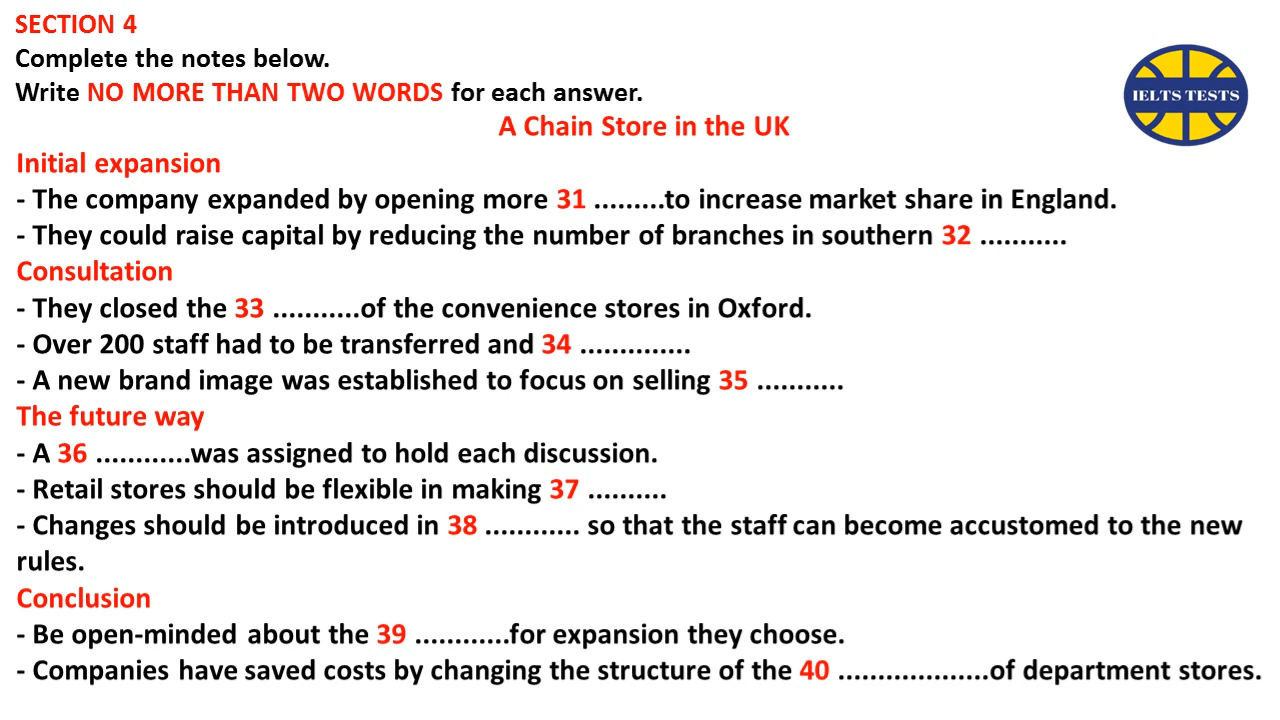 SECTION 4
Complete the notes below.
Write NO MORE THAN TWO WORDS for each answer.
IELTS TESTS
A Chain Store in the UK
Initial expansion
- The company expanded by opening more 31 .........to increase market share in England.
- They could raise capital by reducing the number of branches in southern 32 ...........
Consultation
- They closed the 33 ...........of the convenience stores in Oxford.
- Over 200 staff had to be transferred and 34 ..............
- A new brand image was established to focus on selling 35 ...........
The future way
- A 36 ............was assigned to hold each discussion.
- Retail stores should be flexible in making 37 ..........
- Changes should be introduced in 38 ............ so that the staff can become accustomed to the new
rules.
Conclusion
- Be open-minded about the 39 ............for expansion they choose.
- Companies have saved costs by changing the structure of the 40 ...................of department stores.